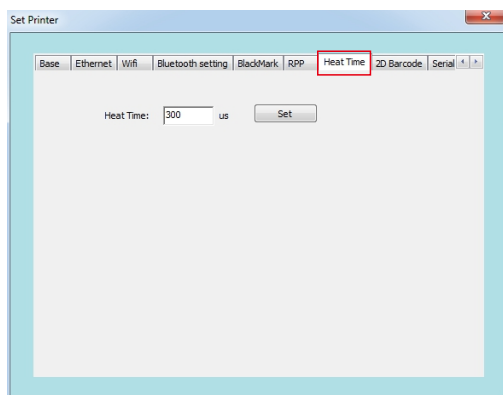 Set Printer
Base Ethernet Wifi Bluetooth setting BlackMark RPP Heat Time 2D Barcode Serial
Heat Time: 300 us Set